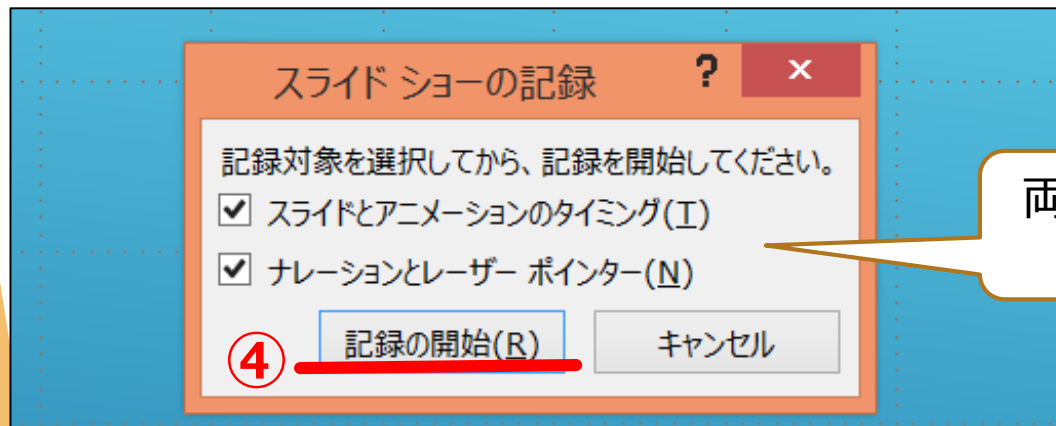 スライド ショーの記録 ? ×
記録対象を選択してから、記録を開始してください。
スライドとアニメーションのタイミング(T)
両
ナレーションとレーザー ポインター(N)
④ 記録の開始(R) キャンセル